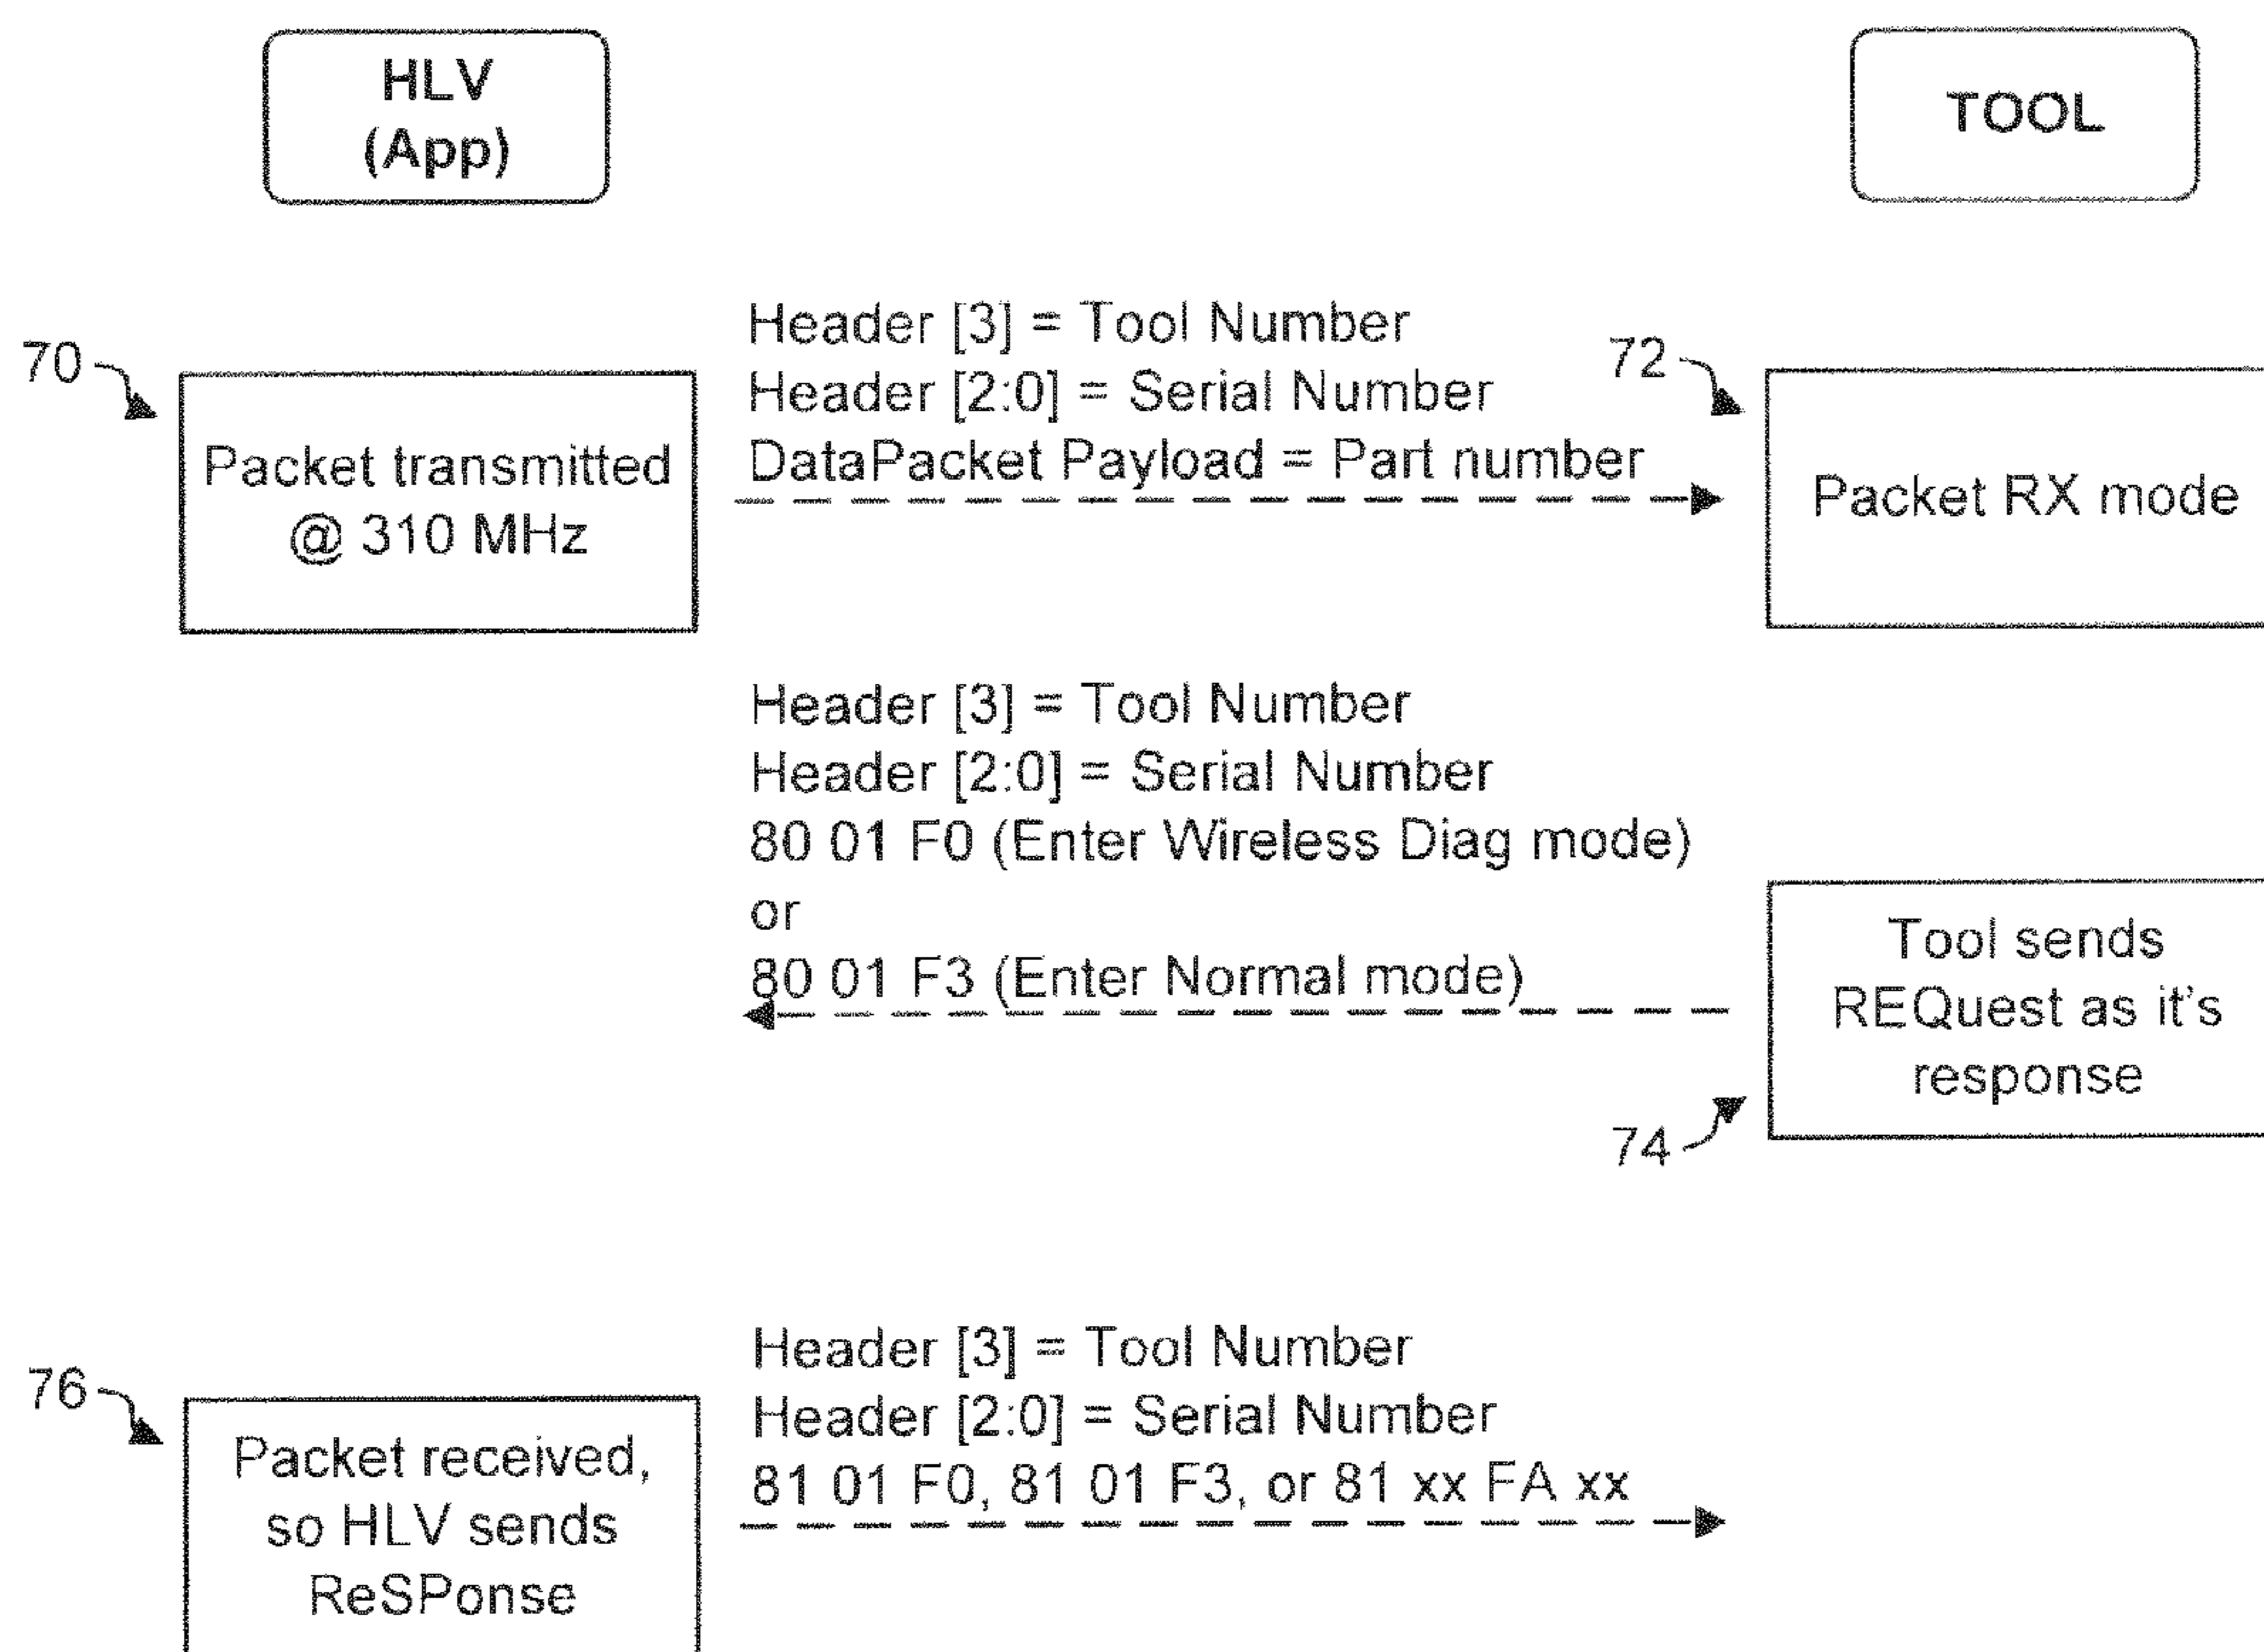 HLV
(App)
TOOL
70
Packet transmitted
@ 310 MHz
Header [3] = Tool Number
Header [2:0] = Serial Number
DataPacket Payload = Part number
72
Packet RX mode
Header [3] = Tool Number
Header [2:0] = Serial Number
80 01 F0 (Enter Wireless Diag mode)
or
80 01 F3 (Enter Normal mode)
Tool sends
REQuest as it's
response
74
76
Packet received,
so HLV sends
ReSPonse
Header [3] = Tool Number
Header [2:0] = Serial Number
81 01 F0, 81 01 F3, or 81 xx FA xx